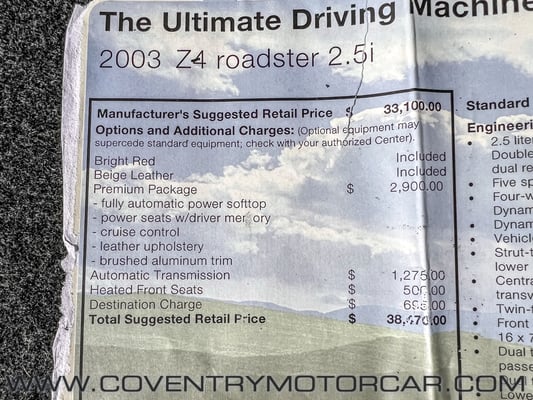 The Ultimate Driving Machine
2003 Z4 roadster 2.5i
Manufacturer's Suggested Retail Price $ 33,100.00
Options and Additional Charges: (Optional equipment may
supercede standard equipment; check with your authorized Center).
Bright Red Included
Beige Leather Included
Premium Package $ 2,900.00
- fully automatic power softtop
- power seats w/driver memory
- cruise control
- leather upholstery
- brushed aluminum trim
Automatic Transmission $ 1,275.00
Heated Front Seats $ 500.00
Destination Charge $ 695.00
Total Suggested Retail Price $ 38,470.00
Standard
Engineerin
• 2.5 lite
Double
dual re
• Five sp
• Four-w
Dynam
• Dynam
• Vehicl
• Strut-t
lower
• Centra
transv
• Twin-t
• Front
• 16 x 7
• Dual t
passe
• Dual t
• Lowe
WWW.COVENTRYMOTORCAR.COM